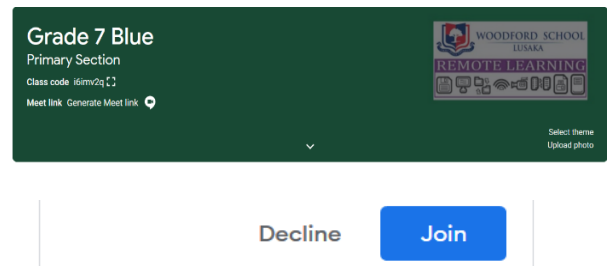 Grade 7 Blue
Primary Section
Class code i6imv2q
Meet link Generate Meet link
WOODFORD SCHOOL
LUSAKA
REMOTE LEARNING
Select theme
Upload photo
Decline Join